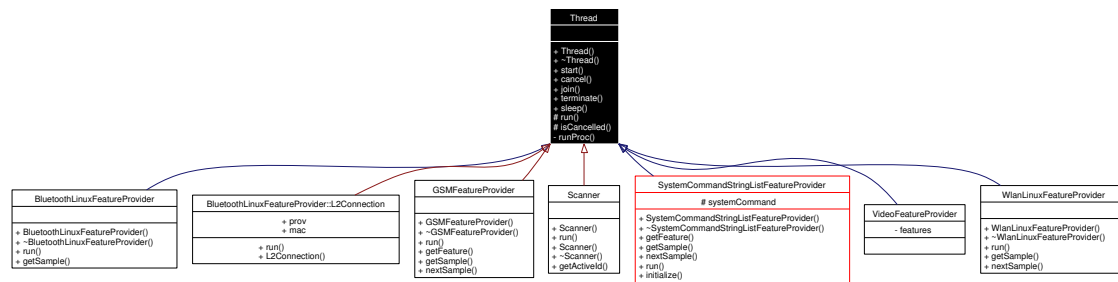 Thread
+ Thread()
+ ~Thread()
+ start()
+ cancel()
+ join()
+ terminate()
+ sleep()
# run()
# isCancelled()
- runProc()
BluetoothLinuxFeatureProvider
+ BluetoothLinuxFeatureProvider()
+ ~BluetoothLinuxFeatureProvider()
+ run()
+ getSample()
BluetoothLinuxFeatureProvider::L2Connection
+ prov
+ mac
+ run()
+ L2Connection()
GSMFeatureProvider
+ GSMFeatureProvider()
+ ~GSMFeatureProvider()
+ run()
+ getFeature()
+ getSample()
+ nextSample()
Scanner
+ Scanner()
+ run()
+ Scanner()
+ ~Scanner()
+ getActiveId()
SystemCommandStringListFeatureProvider
# systemCommand
+ SystemCommandStringListFeatureProvider()
+ ~SystemCommandStringListFeatureProvider()
+ getFeature()
+ getSample()
+ nextSample()
+ run()
+ initialize()
VideoFeatureProvider
- features
WlanLinuxFeatureProvider
+ WlanLinuxFeatureProvider()
+ ~WlanLinuxFeatureProvider()
+ run()
+ getSample()
+ nextSample()